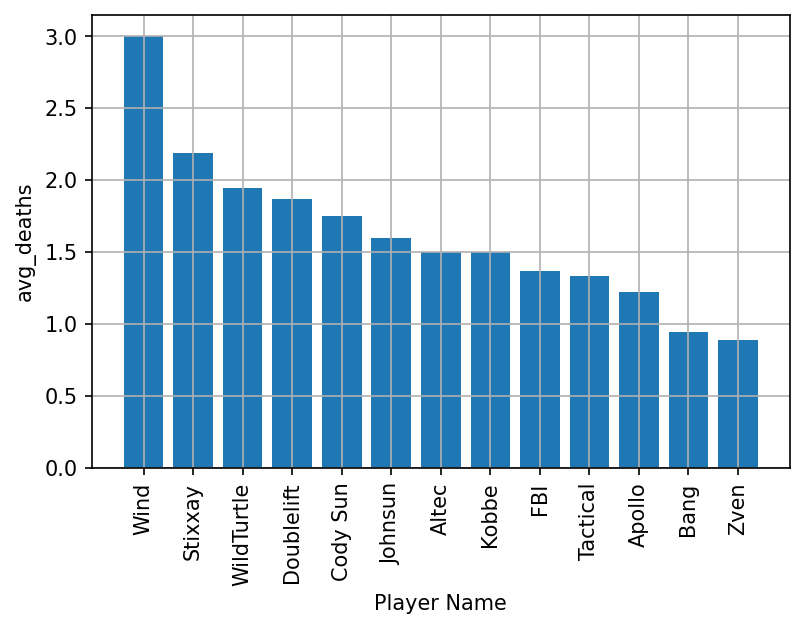 3.0
2.5
2.0
1.5
1.0
0.5
0.0
avg_deaths
Wind
Stixxay
WildTurtle
Doublelift
Cody Sun
Johnsun
Altec
Kobbe
FBI
Tactical
Apollo
Bang
Zven
Player Name